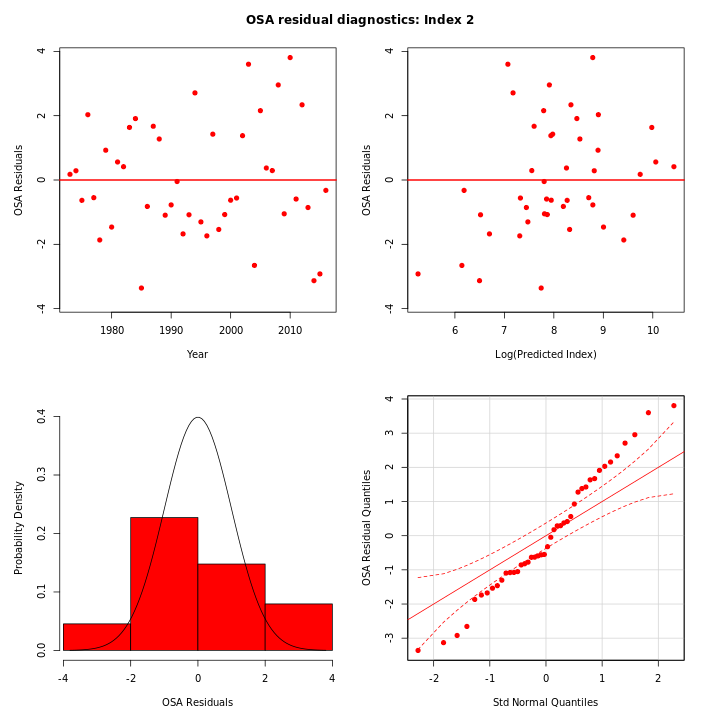 OSA residual diagnostics: Index 2
OSA Residuals
4
2
0
-2
-4
1980 1990 2000 2010
Year
OSA Residuals
4
2
0
-2
-4
6 7 8 9 10
Log(Predicted Index)
Probability Density
0.4
0.3
0.2
0.1
0.0
-4 -2 0 2 4
OSA Residuals
OSA Residual Quantiles
4
3
2
1
0
-1
-2
-3
-2 -1 0 1 2
Std Normal Quantiles